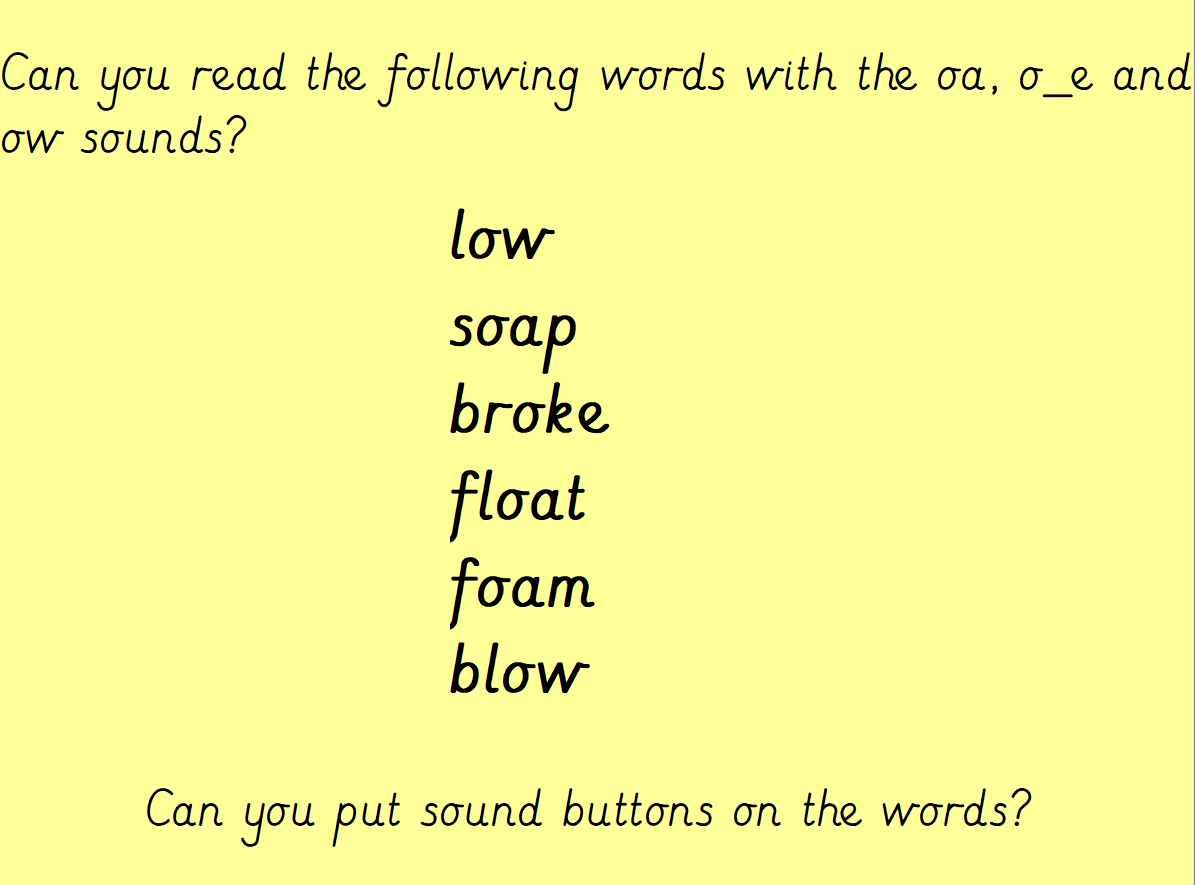 Can you read the following words with the oa, o_e and
ow sounds?
low
soap
broke
float
foam
blow
Can you put sound buttons on the words?